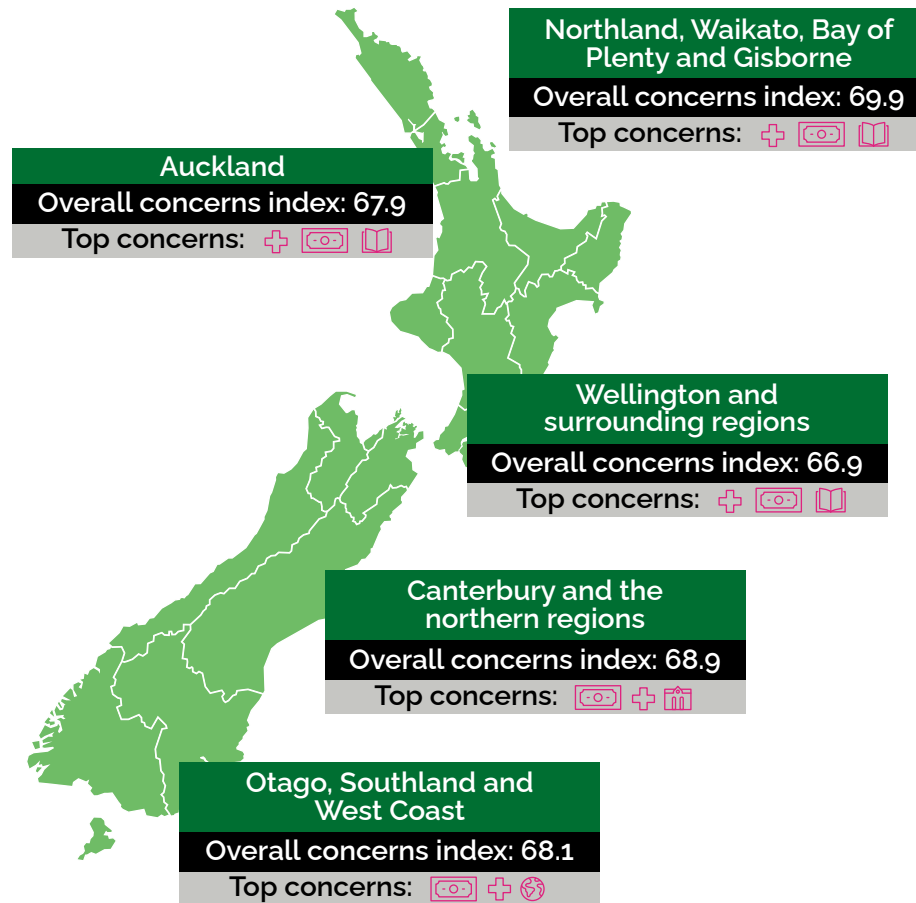 Northland, Waikato, Bay of
Plenty and Gisborne
Overall concerns index: 69.9
Top concerns:
Auckland
Overall concerns index: 67.9
Top concerns:
Wellington and
surrounding regions
Overall concerns index: 66.9
Top concerns:
Canterbury and the
northern regions
Overall concerns index: 68.9
Top concerns:
Otago, Southland and
West Coast
Overall concerns index: 68.1
Top concerns: